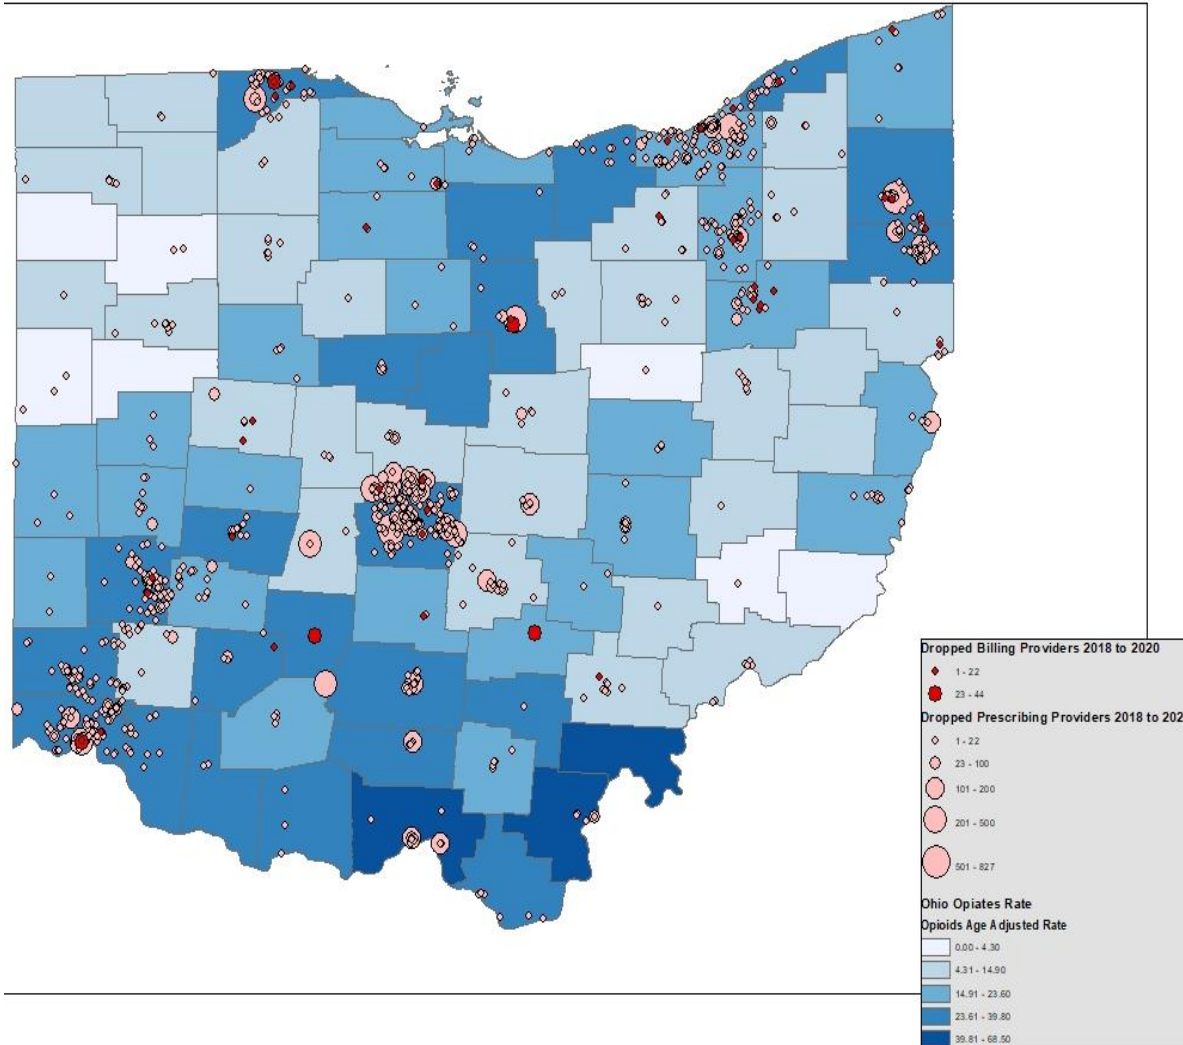 Dropped Billing Providers 2018 to 2020
1 - 22
23 - 44
Dropped Prescribing Providers 2018 to 202
1 - 22
23 - 100
101 - 200
201 - 500
501 - 827
Ohio Opiates Rate
Opioids Age Adjusted Rate
0.00 - 4.30
4.31 - 14.90
14.91 - 23.60
23.61 - 39.80
39.81 - 68.50